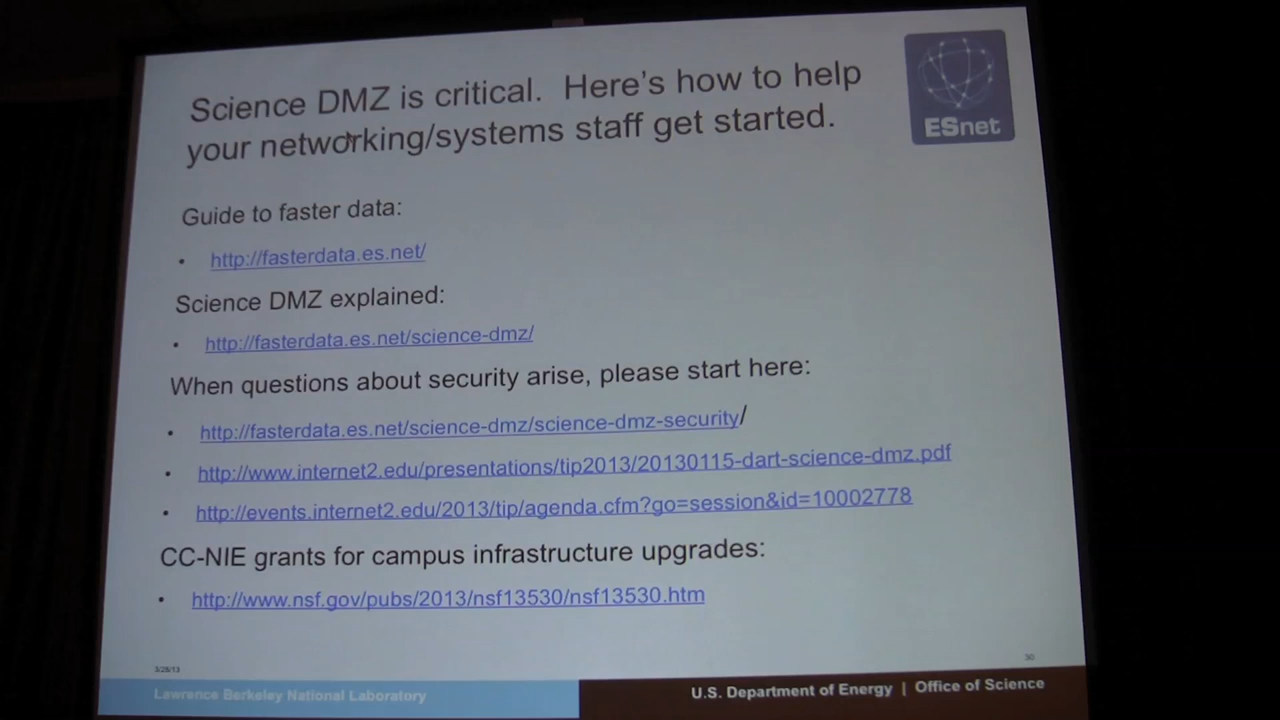 Science DMZ is critical. Here's how to help
your networking/systems staff get started.
ESnet
Guide to faster data:
• http://fasterdata.es.net/
Science DMZ explained:
• http://fasterdata.es.net/science-dmz/
When questions about security arise, please start here:
• http://fasterdata.es.net/science-dmz/science-dmz-security/
• http://www.internet2.edu/presentations/tip2013/20130115-dart-science-dmz.pdf
• http://events.internet2.edu/2013/tip/agenda.cfm?go=session&id=10002778
CC-NIE grants for campus infrastructure upgrades:
• http://www.nsf.gov/pubs/2013/nsf13530/nsf13530.htm
30
Lawrence Berkeley National Laboratory
U.S. Department of Energy | Office of Science